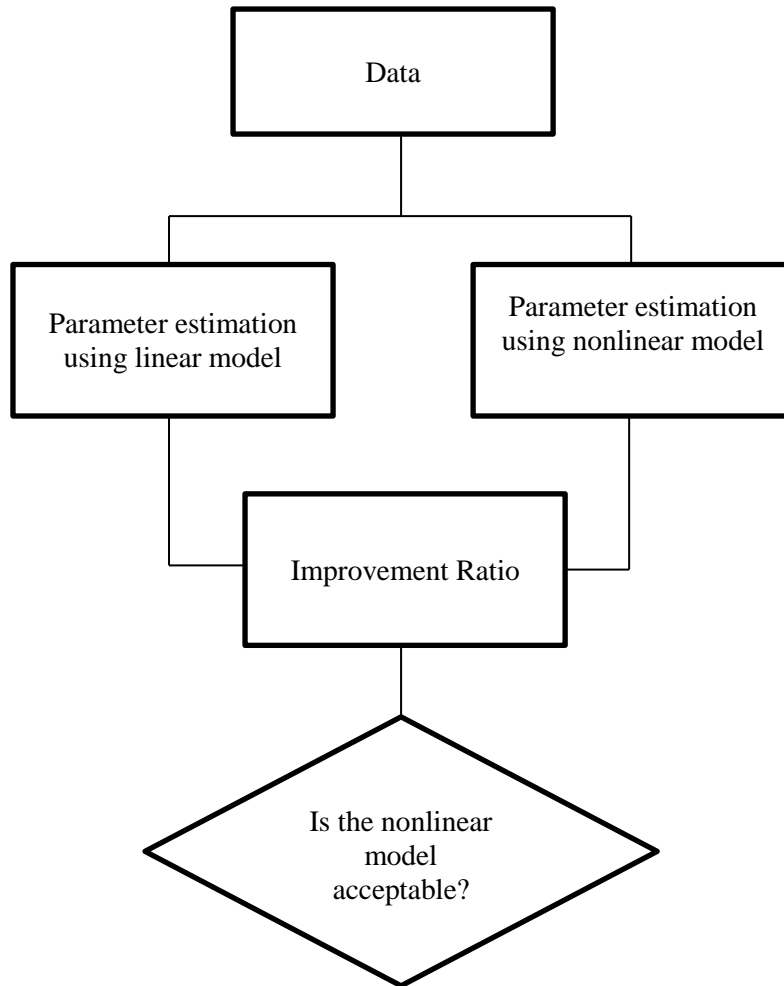 Data
Parameter estimation
using linear model
Parameter estimation
using nonlinear model
Improvement Ratio
Is the nonlinear
model
acceptable?